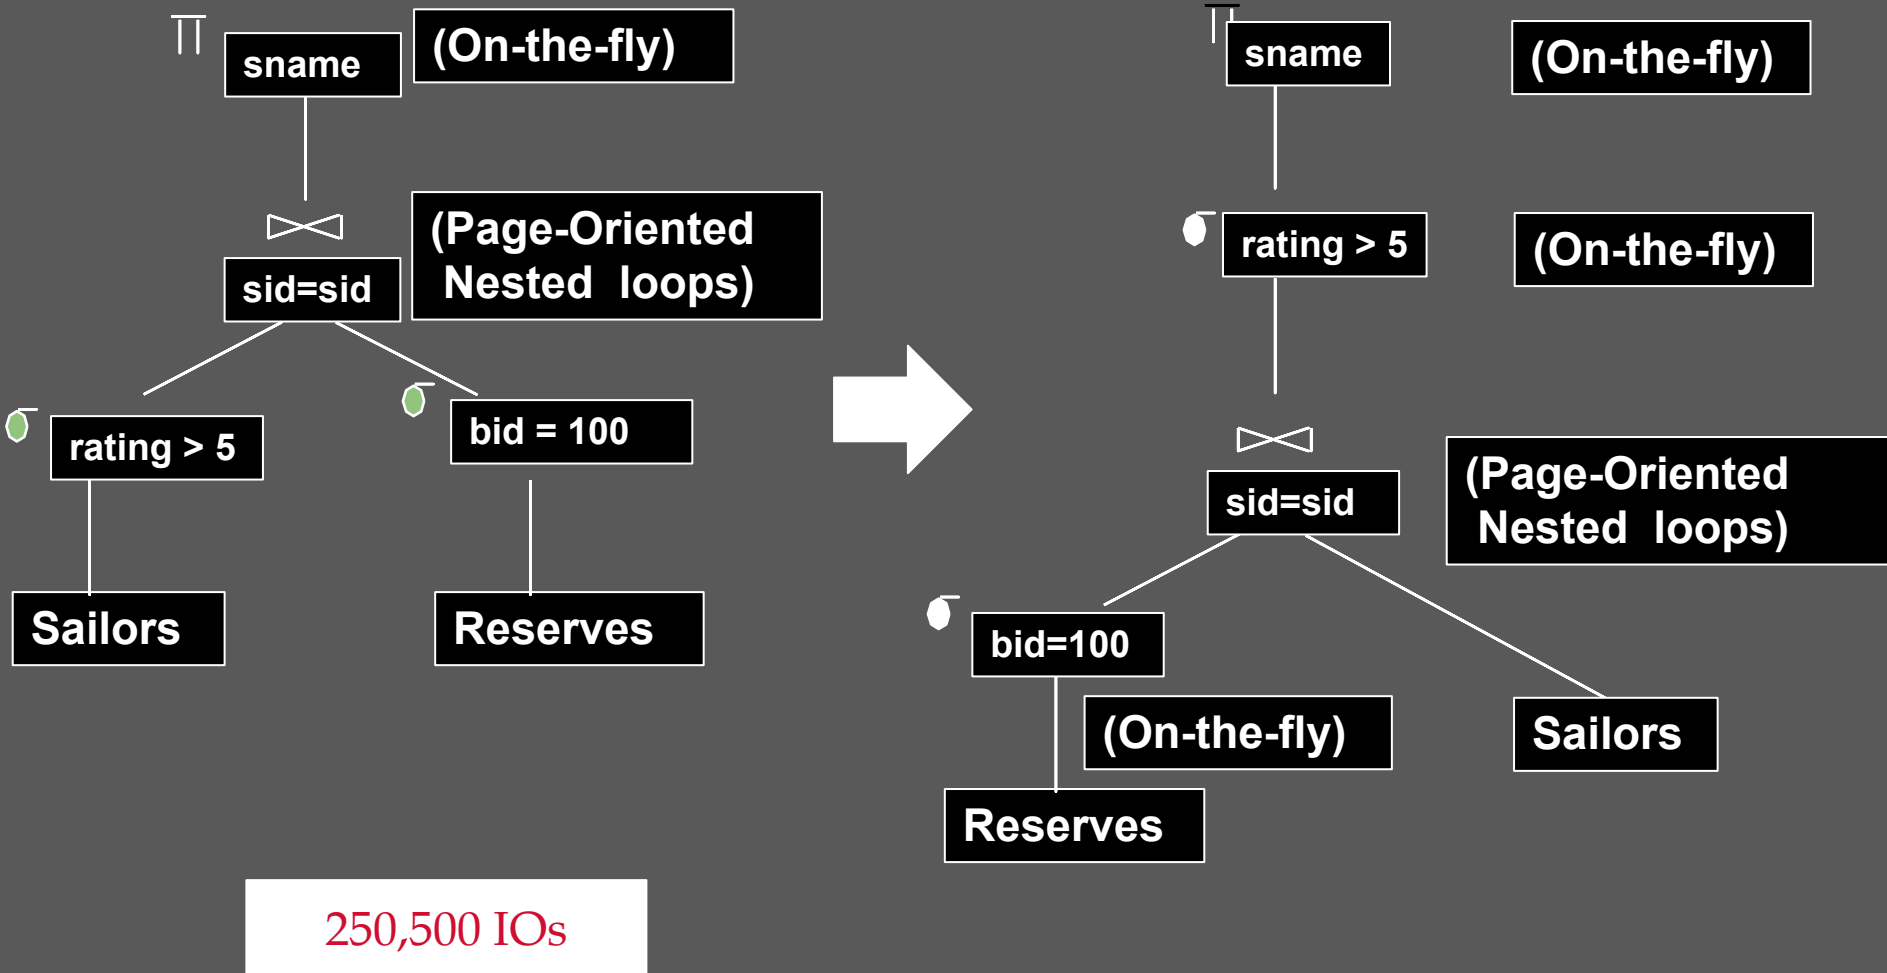 ∏ sname
(On-the-fly)
⋈
sid=sid
(Page-Oriented
Nested loops)
σ rating > 5
σ bid = 100
Sailors
Reserves
250,500 IOs
∏ sname
(On-the-fly)
σ rating > 5
(On-the-fly)
⋈
sid=sid
(Page-Oriented
Nested loops)
σ bid=100
(On-the-fly)
Sailors
Reserves